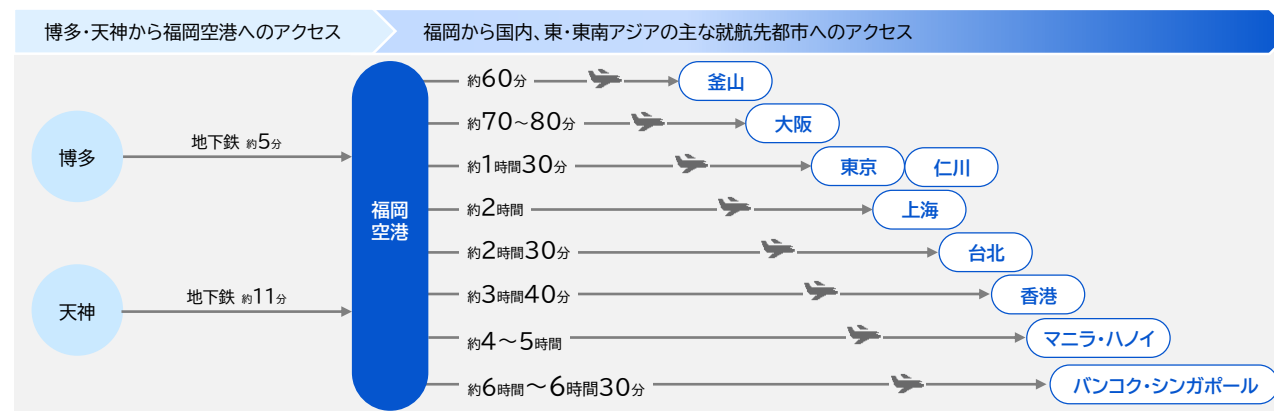 博多・天神から福岡空港へのアクセス
福岡から国内、東・東南アジアの主な就航先都市へのアクセス
博多
地下鉄 約5分
天神
地下鉄 約11分
福岡
空港
約60分
釜山
約70~80分
大阪
約1時間30分
東京
仁川
約2時間
上海
約2時間30分
台北
約3時間40分
香港
約4~5時間
マニラ・ハノイ
約6時間~6時間30分
バンコク・シンガポール